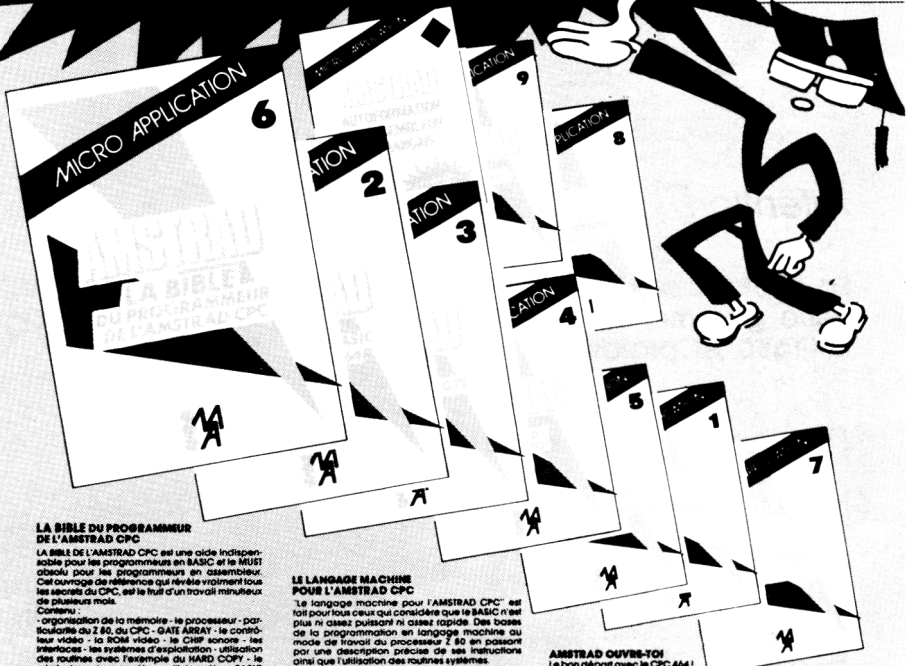 MICRO APPLICATION
6
AMSTRAD
LA BIBLE
DU PROGRAMMEUR
DE L'AMSTRAD CPC
MICRO APPLICATION
CATION
9
PLICATION
8
ATION
2
ATION
3
CATION
4
5
1
7
LA BIBLE DU PROGRAMMEUR
DE L'AMSTRAD CPC
LA BIBLE DE L'AMSTRAD CPC est une aide indispen-
sable pour les programmeurs en BASIC et le MUST
absolu pour les programmeurs en assembleur.
Cet ouvrage de référence qui révèle vraiment tous
les secrets du CPC, est le fruit d'un travail minutieux
de plusieurs mois.
Contenu :
- organisation de la mémoire - le processeur - par-
ticularité du Z 80, du CPC - GATE ARRAY - le contrô-
leur vidéo - la ROM vidéo - le CHIP sonore - les
interfaces - les systèmes d'exploitation - utilisation
des routines avec l'exemple du HARD COPY - le
LE LANGAGE MACHINE
POUR L'AMSTRAD CPC
"Le langage machine pour l'AMSTRAD CPC" est
fait pour tous ceux qui considère que le BASIC n'est
plus ni assez puissant ni assez rapide. Des bases
de la programmation en langage machine au
mode de travail du processeur Z 80 en passant
par une description précise de ses instructions
ainsi que l'utilisation des routines systèmes.
AMSTRAD OUVRE-TOI
Le bon départ avec le CPC 464 !